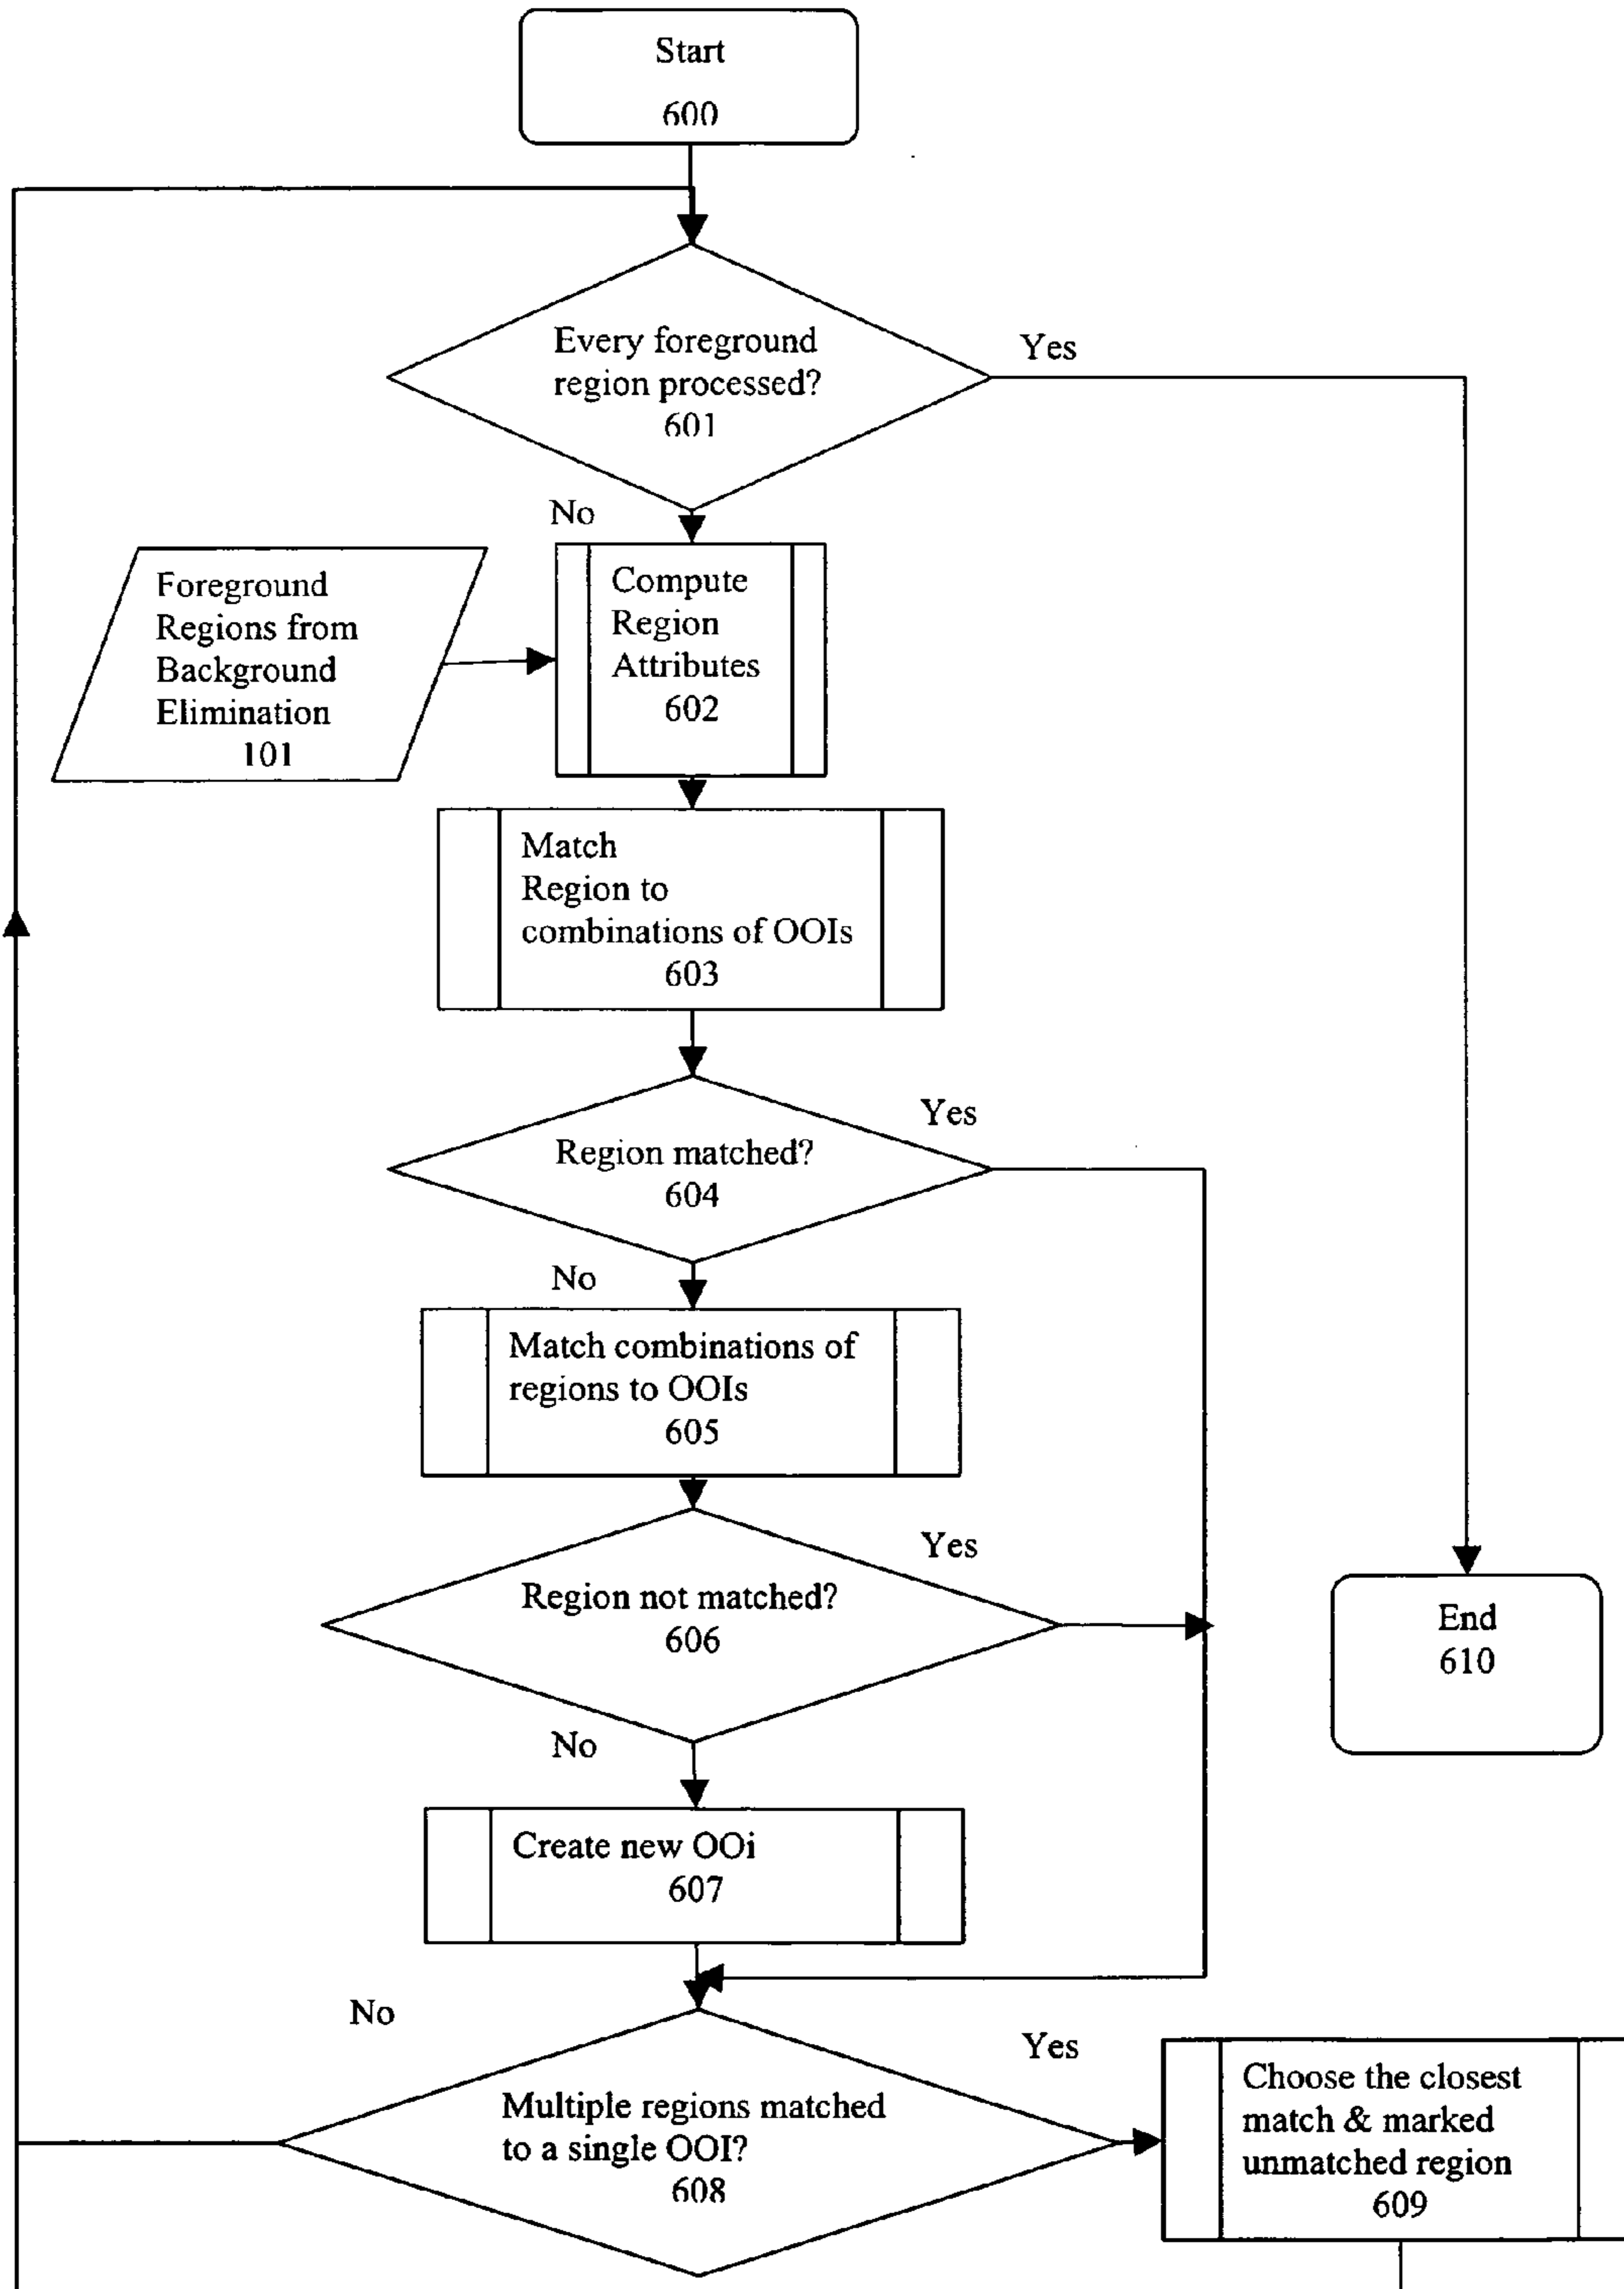 Start
600
Every foreground
region processed?
601
Yes
No
Foreground
Regions from
Background
Elimination
101
Compute
Region
Attributes
602
Match
Region to
combinations of OOIs
603
Region matched?
604
Yes
No
Match combinations of
regions to OOIs
605
Region not matched?
606
Yes
No
End
610
Create new OOi
607
No
Multiple regions matched
to a single OOI?
608
Yes
Choose the closest
match & marked
unmatched region
609